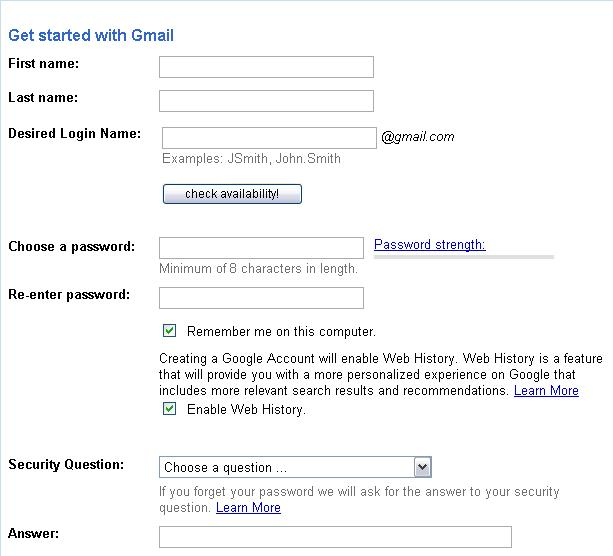 Get started with Gmail
First name:
Last name:
Desired Login Name: @gmail.com
Examples: JSmith, John.Smith
check availability!
Choose a password: Password strength:
Minimum of 8 characters in length.
Re-enter password:
Remember me on this computer.
Creating a Google Account will enable Web History. Web History is a feature
that will provide you with a more personalized experience on Google that
includes more relevant search results and recommendations. Learn More
Enable Web History.
Security Question: Choose a question ...
If you forget your password we will ask for the answer to your security
question. Learn More
Answer: